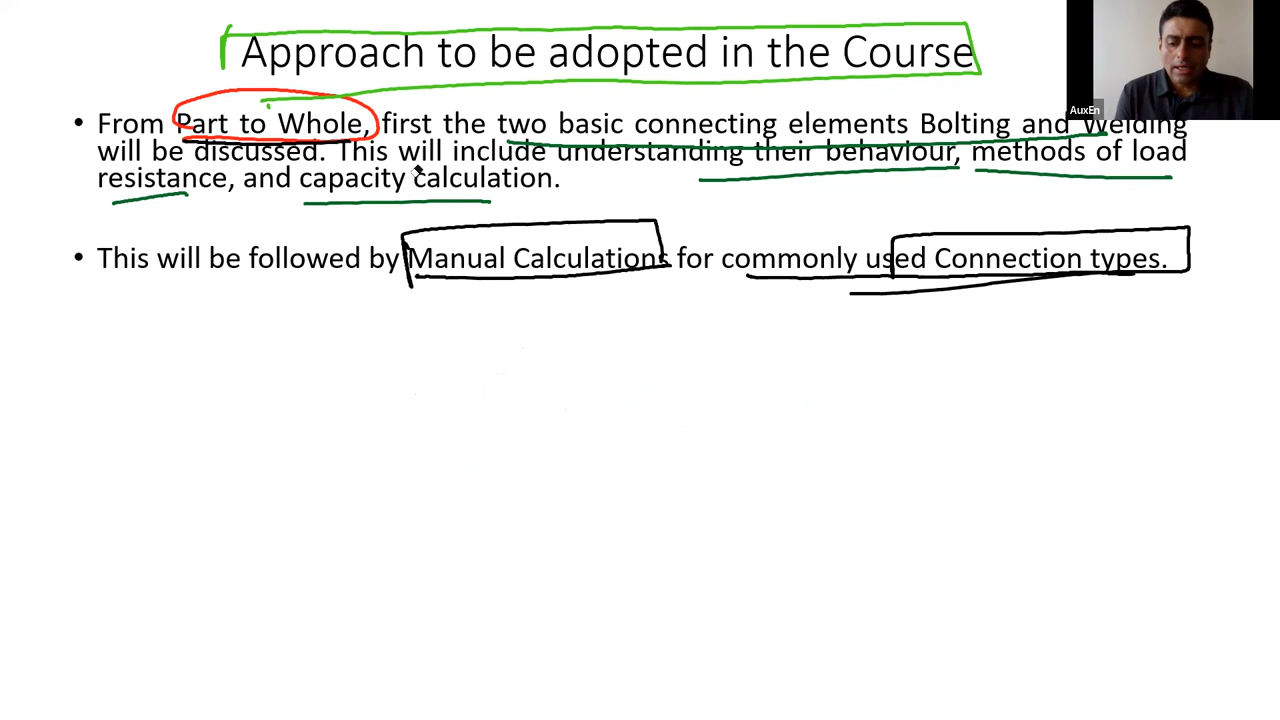 Approach to be adopted in the Course
AuxEn
• From Part to Whole, first the two basic connecting elements Bolting and Welding
will be discussed. This will include understanding their behaviour, methods of load
resistance, and capacity calculation.
• This will be followed by Manual Calculations for commonly used Connection types.